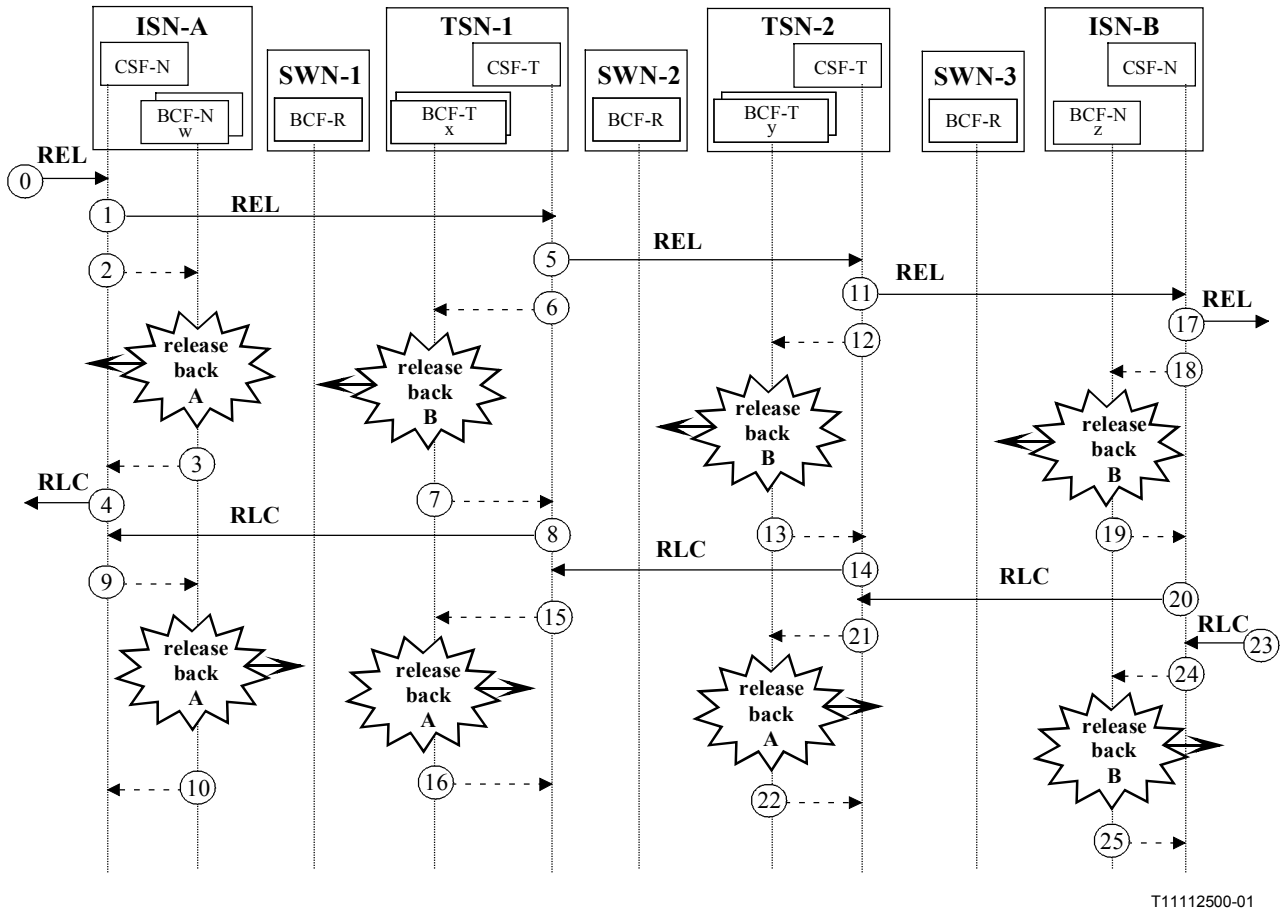 ISN-A
TSN-1
TSN-2
ISN-B
CSF-N
SWN-1
CSF-T
SWN-2
CSF-T
SWN-3
CSF-N
BCF-N
w
BCF-R
BCF-T
x
BCF-R
BCF-T
y
BCF-R
BCF-N
z
REL
0
1
REL
2
5
REL
6
11
REL
12
17
REL
18
release
back
A
release
back
B
release
back
B
release
back
B
3
RLC
4
7
RLC
8
13
19
9
RLC
14
RLC
20
15
21
RLC
23
24
release
back
A
release
back
A
release
back
A
release
back
B
10
16
22
25
T11112500-01